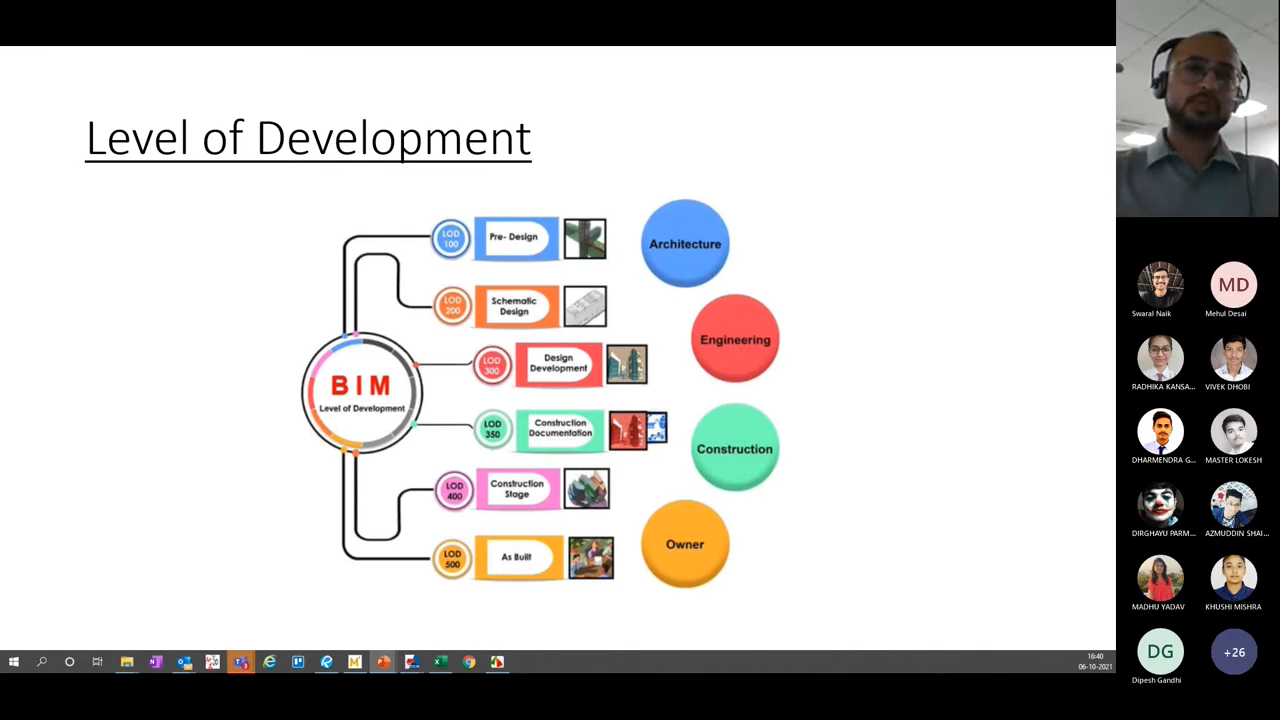 Level of Development
LOD
100
Pre- Design
Architecture
LOD
200
Schematic
Design
Engineering
LOD
300
Design
Development
BIM
Level of Development
LOD
350
Construction
Documentation
Construction
LOD
400
Construction
Stage
LOD
500
As Built
Owner
16:40
06-10-2021
Swaral Naik
MD
Mehul Desai
RADHIKA KANSA...
VIVEK DHOBI
DHARMENDRA G...
MASTER LOKESH
DIRGHAYU PARM...
AZMUDDIN SHAI...
MADHU YADAV
KHUSHI MISHRA
DG
Dipesh Gandhi
+26